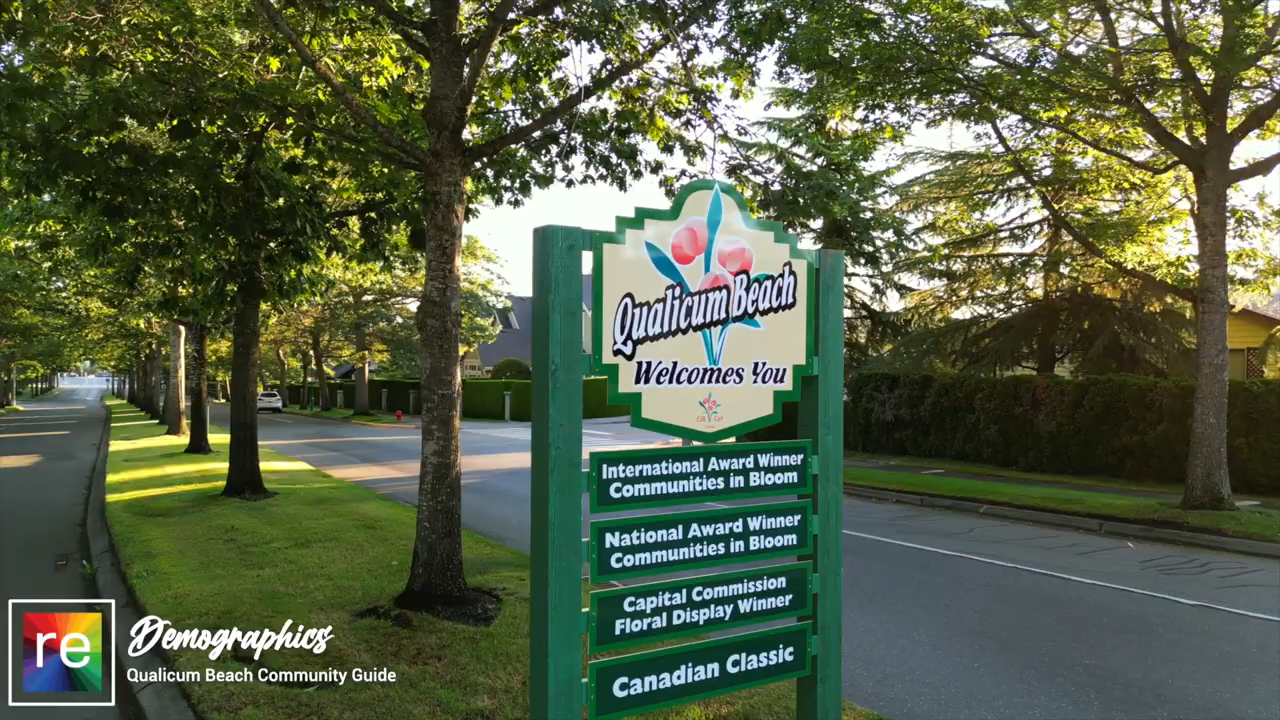 Qualicum Beach
Welcomes You
International Award Winner
Communities in Bloom
National Award Winner
Communities in Bloom
Capital Commission
Floral Display Winner
Canadian Classic
re
Demographics
Qualicum Beach Community Guide